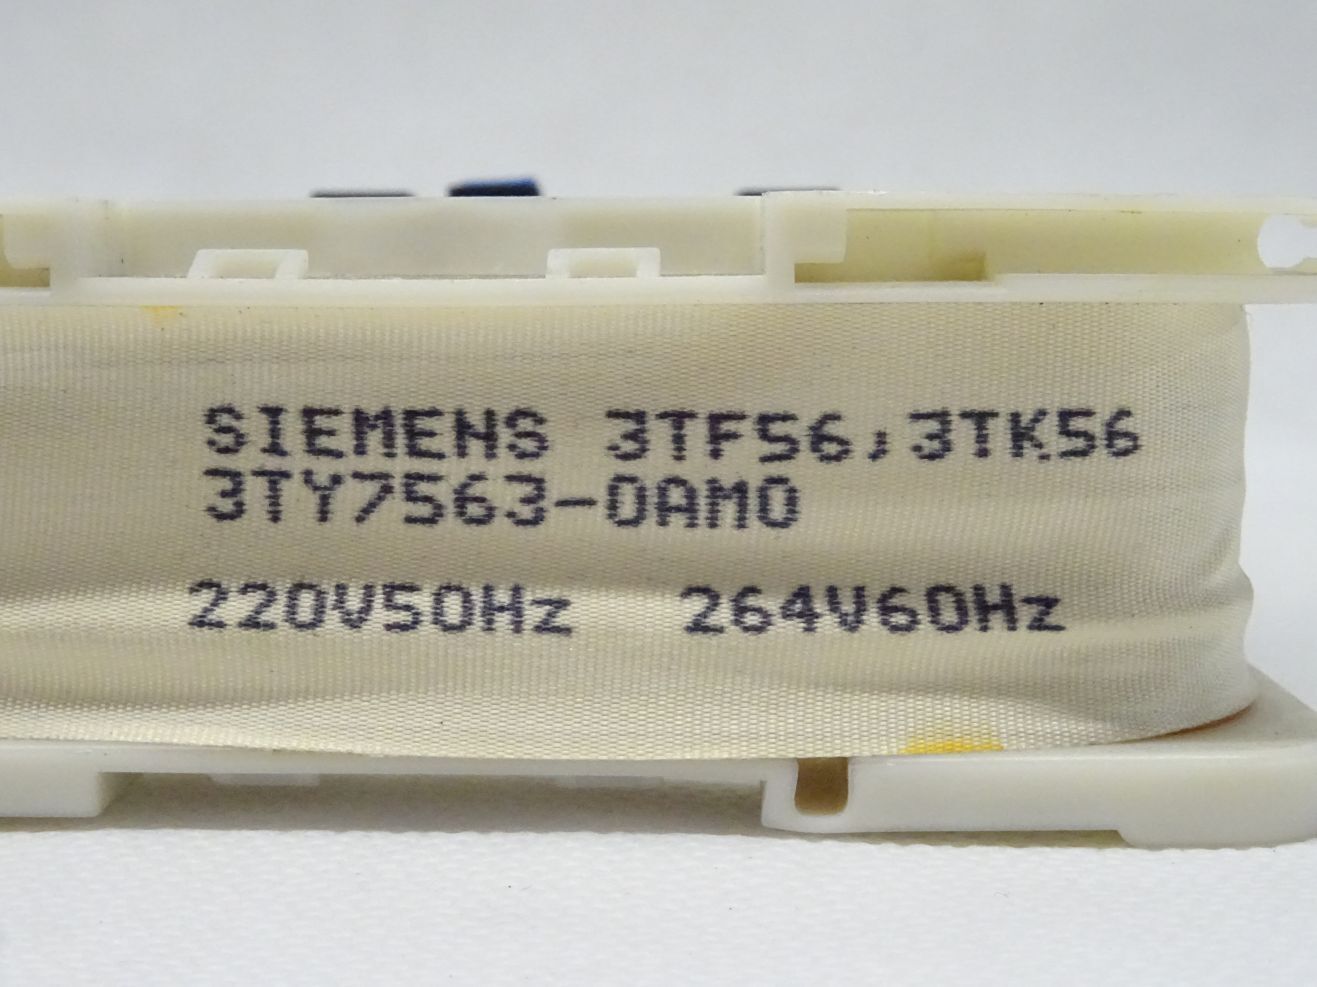 SIEMENS 3TF56,3TK56
3TY7563-0AM0
220V50Hz 264V60Hz